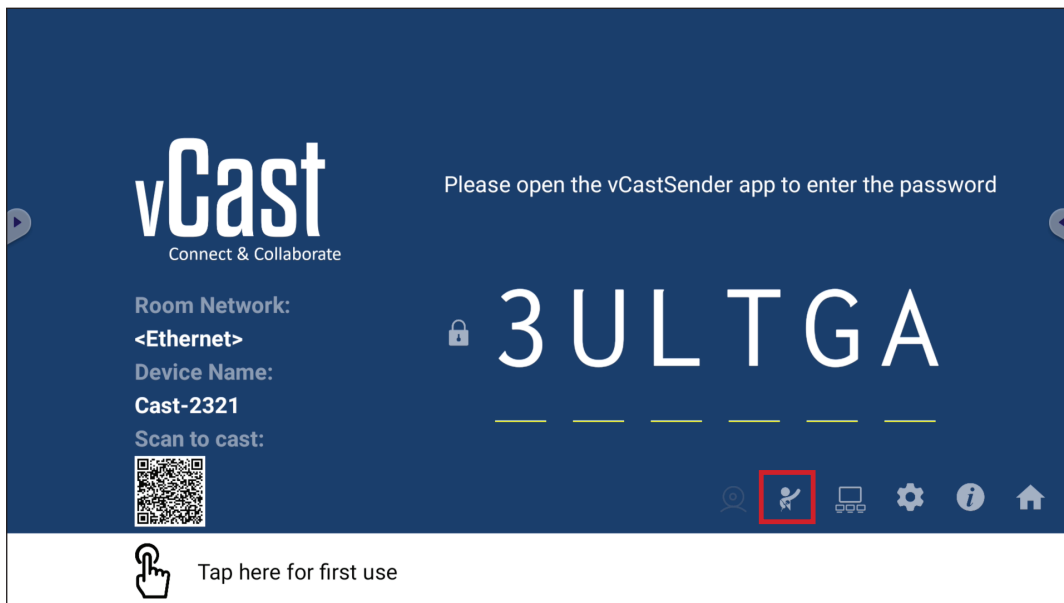 vCast
Connect & Collaborate
Please open the vCastSender app to enter the password
Room Network:
<Ethernet>
Device Name:
Cast-2321
Scan to cast:
3ULTGA
Tap here for first use